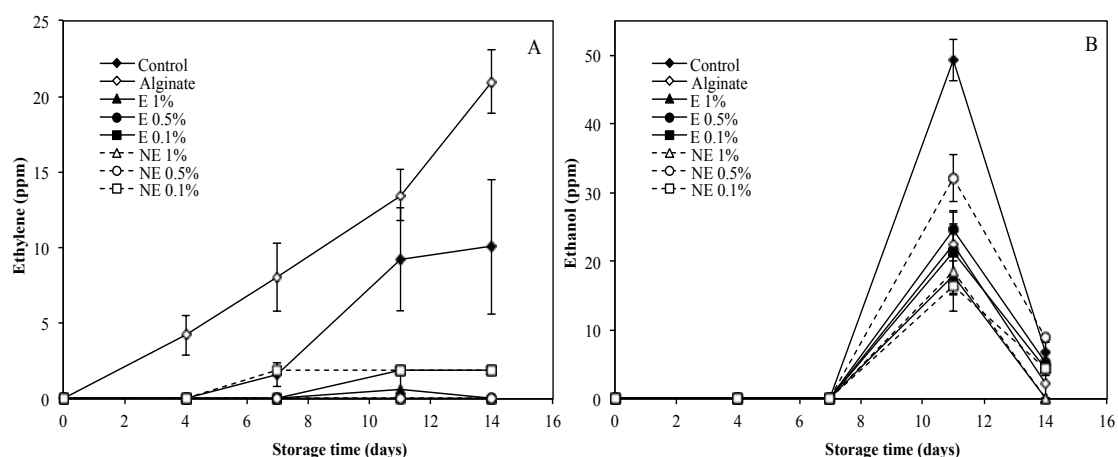 25
20
15
10
5
0
Ethylene (ppm)
A
Control
Alginate
E 1%
E 0.5%
E 0.1%
NE 1%
NE 0.5%
NE 0.1%
0 2 4 6 8 10 12 14 16
Storage time (days)
50
40
30
20
10
0
Ethanol (ppm)
B
Control
Alginate
E 1%
E 0.5%
E 0.1%
NE 1%
NE 0.5%
NE 0.1%
0 2 4 6 8 10 12 14 16
Storage time (days)